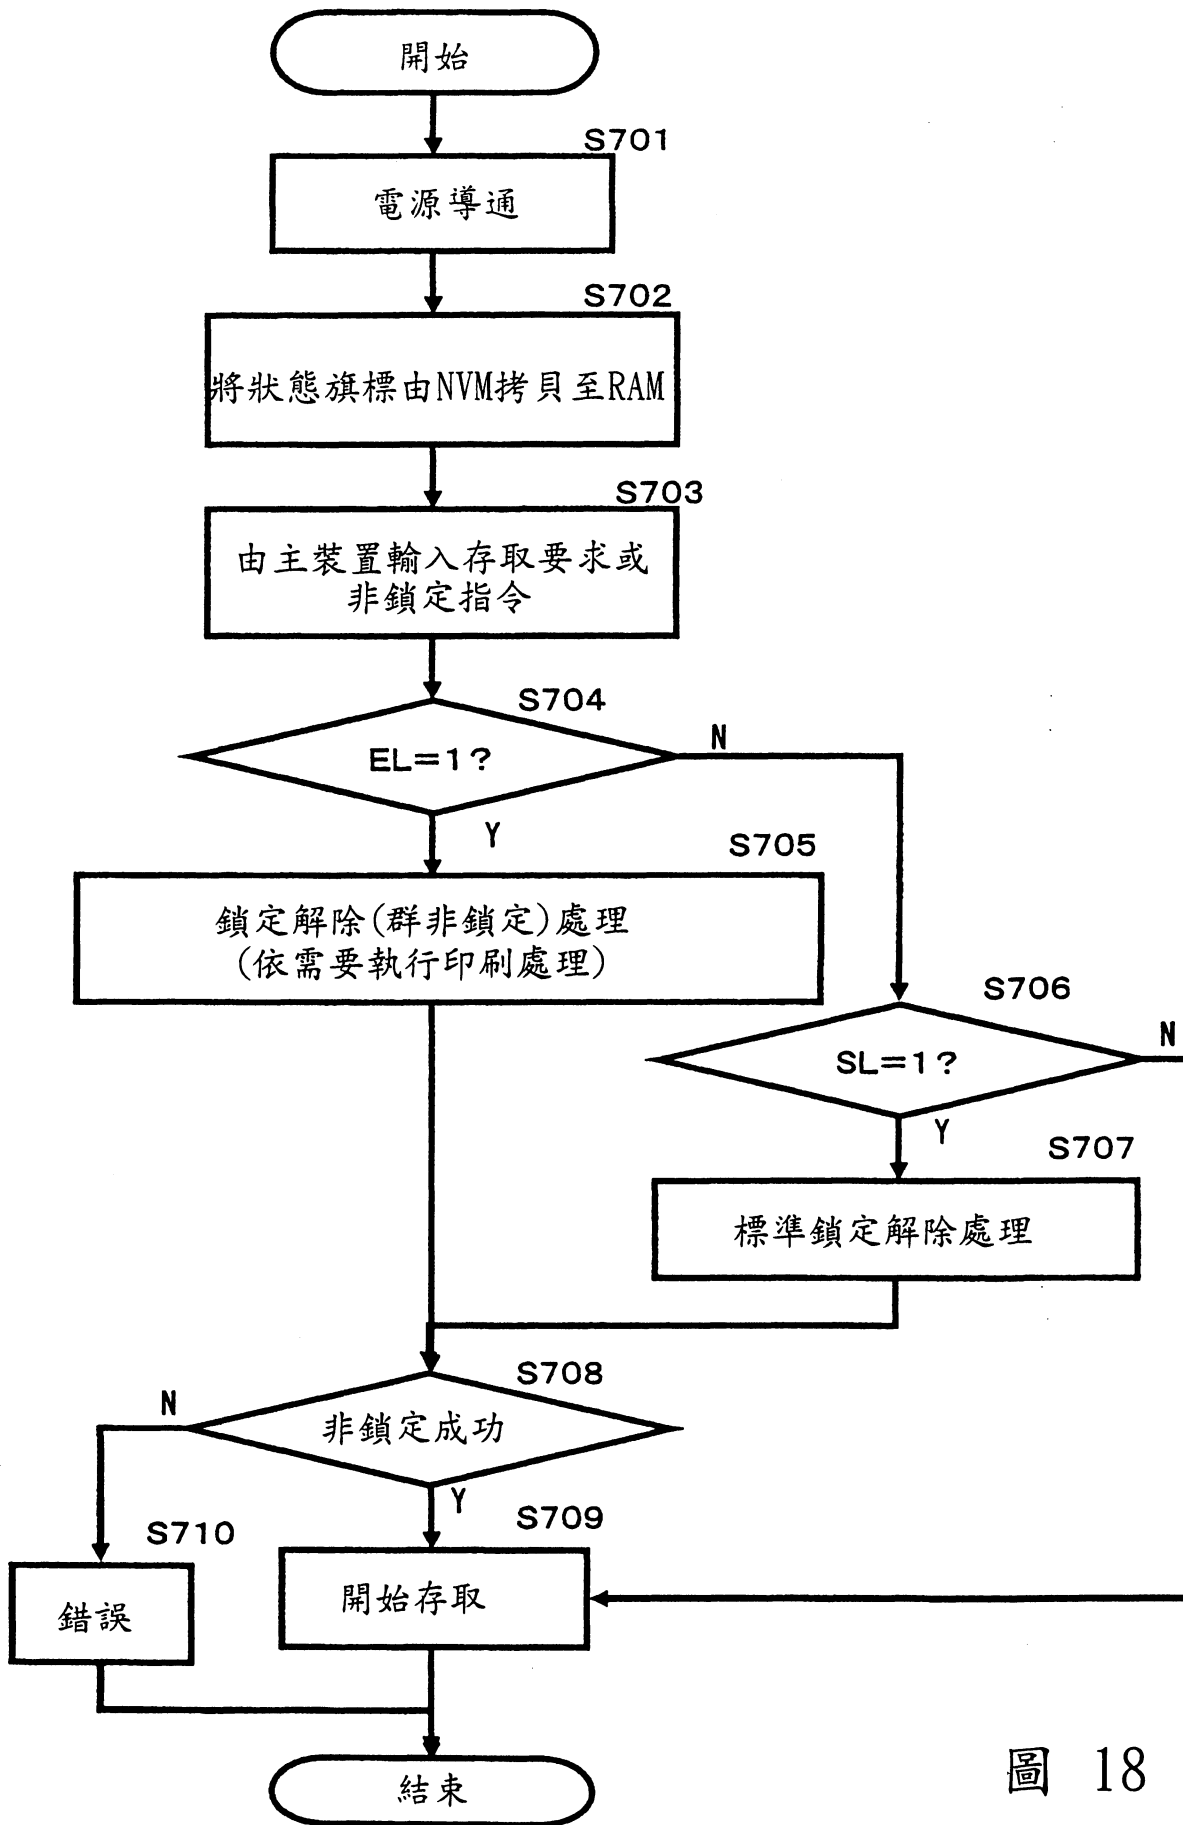 開始
S701
電源導通
S702
將狀態旗標由NVM拷貝至RAM
S703
由主裝置輸入存取要求或
非鎖定指令
S704
EL=1?
N
Y
S705
鎖定解除(群非鎖定)處理
(依需要執行印刷處理)
S706
SL=1?
N
Y
S707
標準鎖定解除處理
S708
非鎖定成功
N
Y
S709
開始存取
S710
錯誤
結束
圖 18